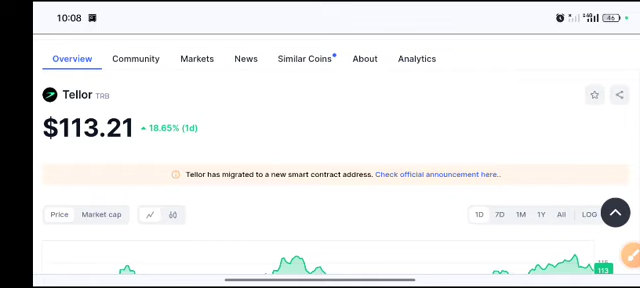 10:08
4G
46
Overview Community Markets News Similar Coins About Analytics
Tellor TRB
$113.21 18.65% (1d)
Tellor has migrated to a new smart contract address. Check official announcement here..
Price Market cap 1D 7D 1M 1Y All LOG
113